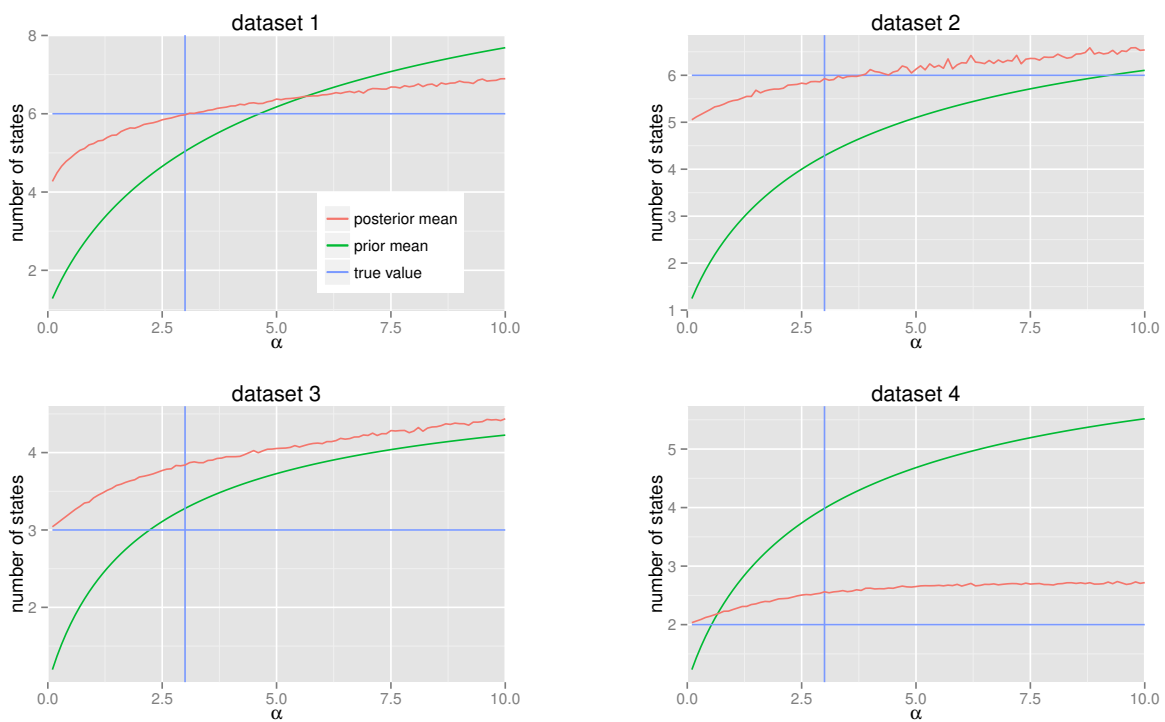 dataset 1
number of states
8
6
4
2
posterior mean
prior mean
true value
0.0 2.5 5.0 7.5 10.0
α
dataset 2
number of states
6
5
4
3
2
1
0.0 2.5 5.0 7.5 10.0
α
dataset 3
number of states
4
3
2
0.0 2.5 5.0 7.5 10.0
α
dataset 4
number of states
5
4
3
2
0.0 2.5 5.0 7.5 10.0
α